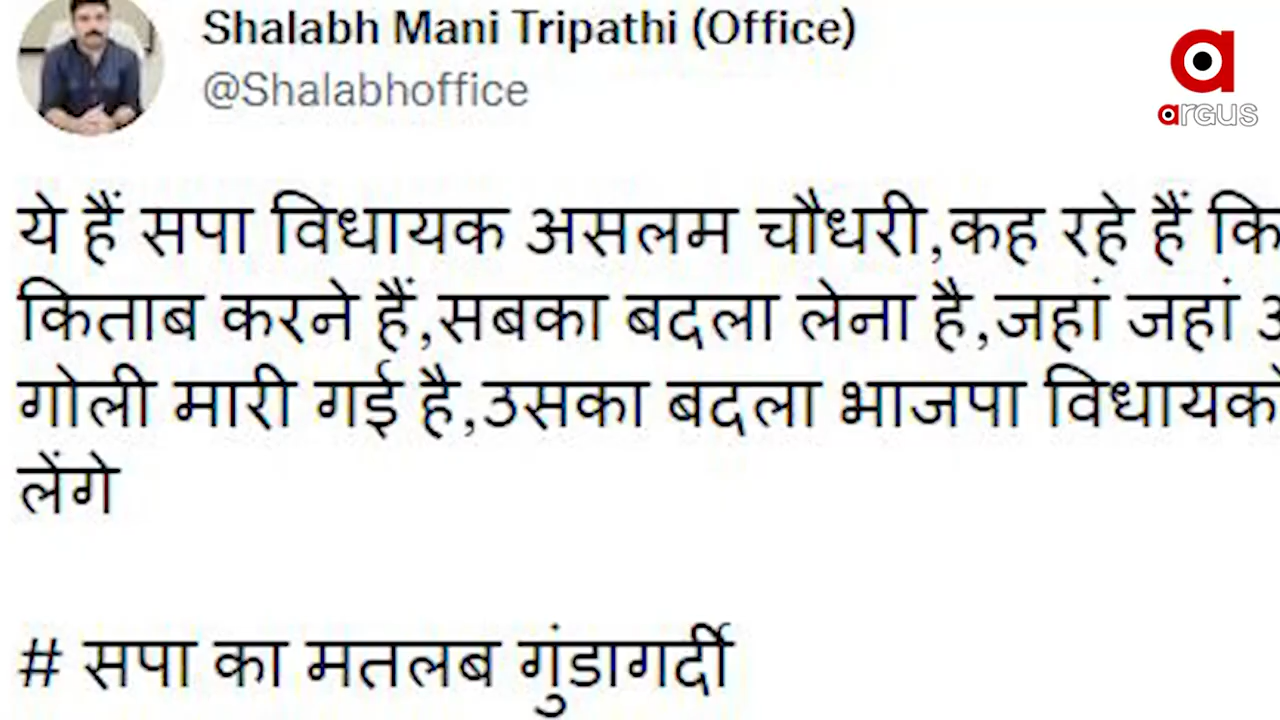 Shalabh Mani Tripathi (Office)
@Shalabhoffice
argus
ये हैं सपा विधायक असलम चौधरी,कह रहे हैं कि
किताब करने हैं,सबका बदला लेना है,जहां जहां
गोली मारी गई है,उसका बदला भाजपा
लेंगे
# सपा का मतलब गुंडागर्दी